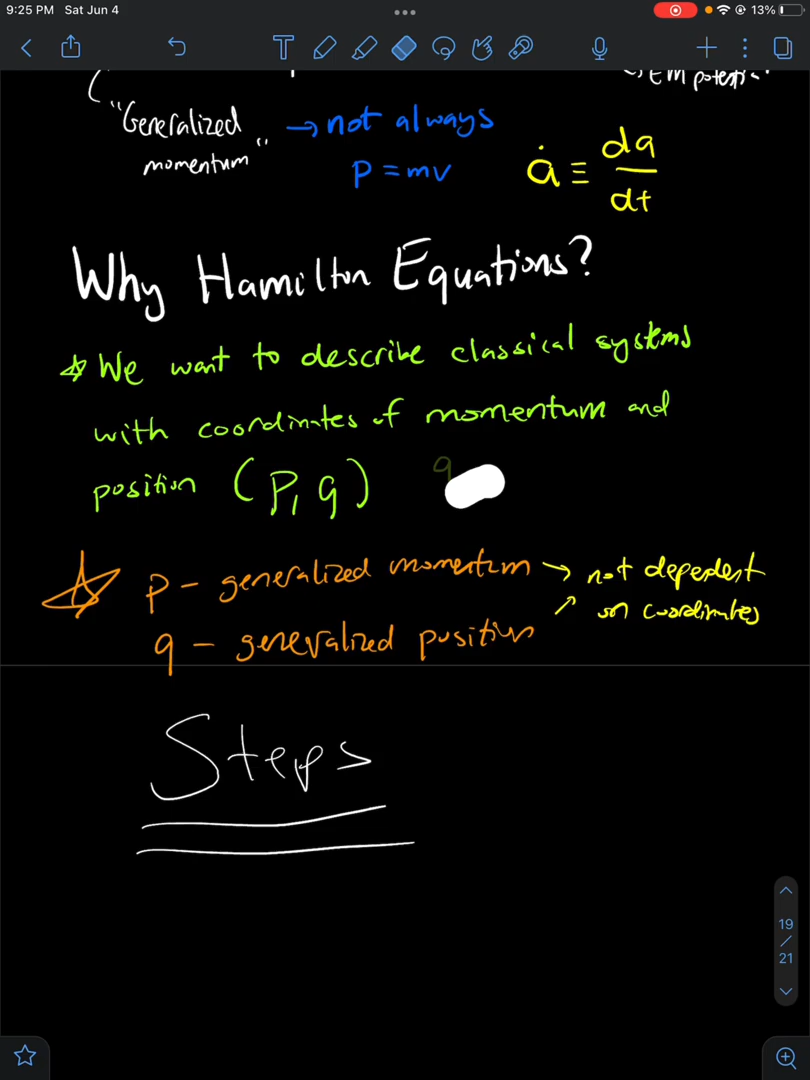 9:25 PM Sat Jun 4
13%
T
EM potential
"Generalized momentum"
→ not always
P = mv
ȧ ≡ da/dt
Why Hamilton Equations?
☆ We want to describe classical systems
with coordinates of momentum and
position (P, q) q
☆ p - generalized momentum → not dependent
q - generalized position ↗ on coordinates
Steps
19
/
21